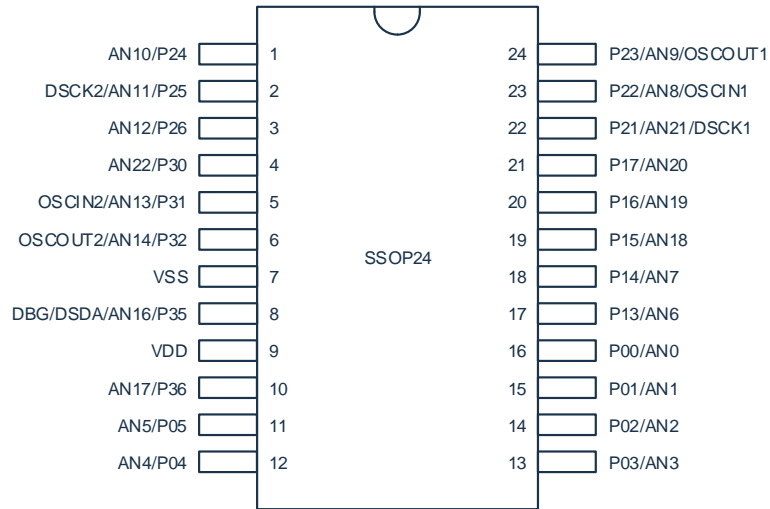 AN10/P24 1 24 P23/AN9/OSCOUT1
DSCK2/AN11/P25 2 23 P22/AN8/OSCIN1
AN12/P26 3 22 P21/AN21/DSCK1
AN22/P30 4 21 P17/AN20
OSCIN2/AN13/P31 5 20 P16/AN19
OSCOUT2/AN14/P32 6 19 P15/AN18
SSOP24
VSS 7 18 P14/AN7
DBG/DSDA/AN16/P35 8 17 P13/AN6
VDD 9 16 P00/AN0
AN17/P36 10 15 P01/AN1
AN5/P05 11 14 P02/AN2
AN4/P04 12 13 P03/AN3